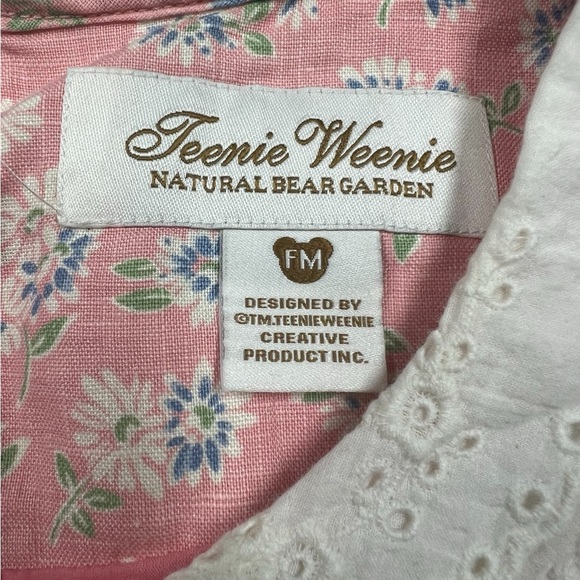 Teenie Weenie
NATURAL BEAR GARDEN
FM
DESIGNED BY
©TM.TEENIEWEENIE
CREATIVE
PRODUCT INC.